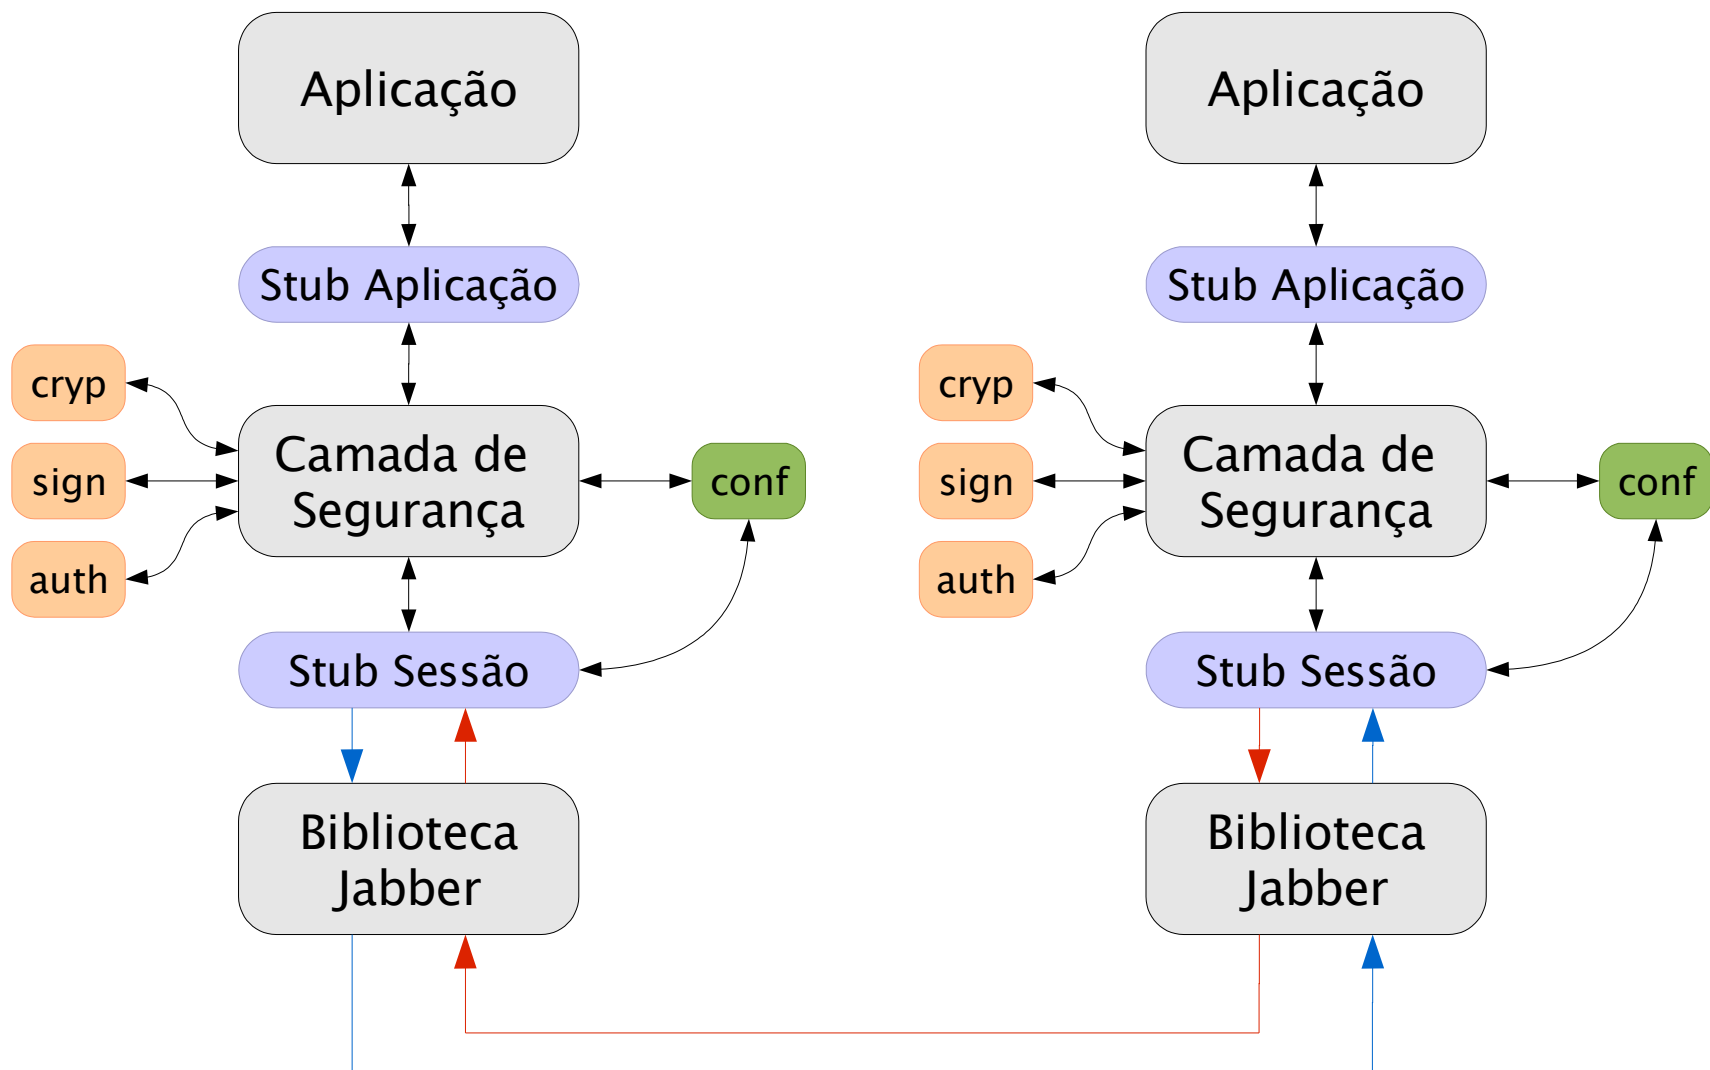 Aplicação
Aplicação
Stub Aplicação
Stub Aplicação
cryp
cryp
Camada de
Segurança
Camada de
Segurança
sign
conf
sign
conf
auth
auth
Stub Sessão
Stub Sessão
Biblioteca
Jabber
Biblioteca
Jabber